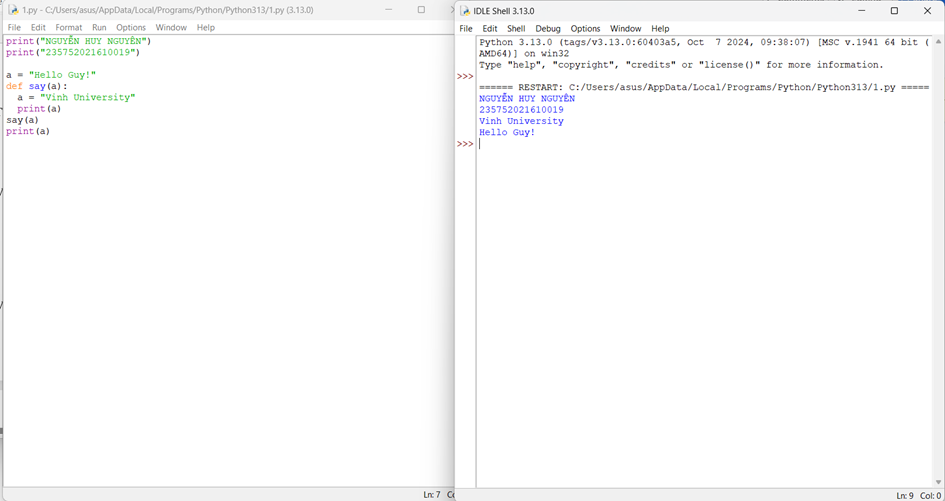 1.py - C:/Users/asus/AppData/Local/Programs/Python/Python313/1.py (3.13.0)
File Edit Format Run Options Window Help
print("NGUYỄN HUY NGUYÊN")
print("235752021610019")
a = "Hello Guy!"
def say(a):
  a = "Vinh University"
  print(a)
say(a)
print(a)
Ln: 7
IDLE Shell 3.13.0
File Edit Shell Debug Options Window Help
Python 3.13.0 (tags/v3.13.0:60403a5, Oct  7 2024, 09:38:07) [MSC v.1941 64 bit (
AMD64)] on win32
Type "help", "copyright", "credits" or "license()" for more information.
>>>
====== RESTART: C:/Users/asus/AppData/Local/Programs/Python/Python313/1.py =====
NGUYỄN HUY NGUYÊN
235752021610019
Vinh University
Hello Guy!
>>>
Ln: 9 Col: 0